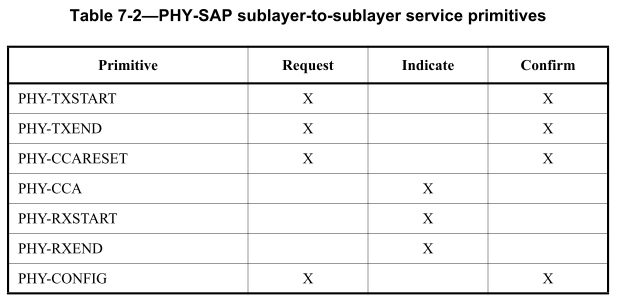 Table 7-2—PHY-SAP sublayer-to-sublayer service primitives
Primitive Request Indicate Confirm
PHY-TXSTART X X
PHY-TXEND X X
PHY-CCARESET X X
PHY-CCA X
PHY-RXSTART X
PHY-RXEND X
PHY-CONFIG X X